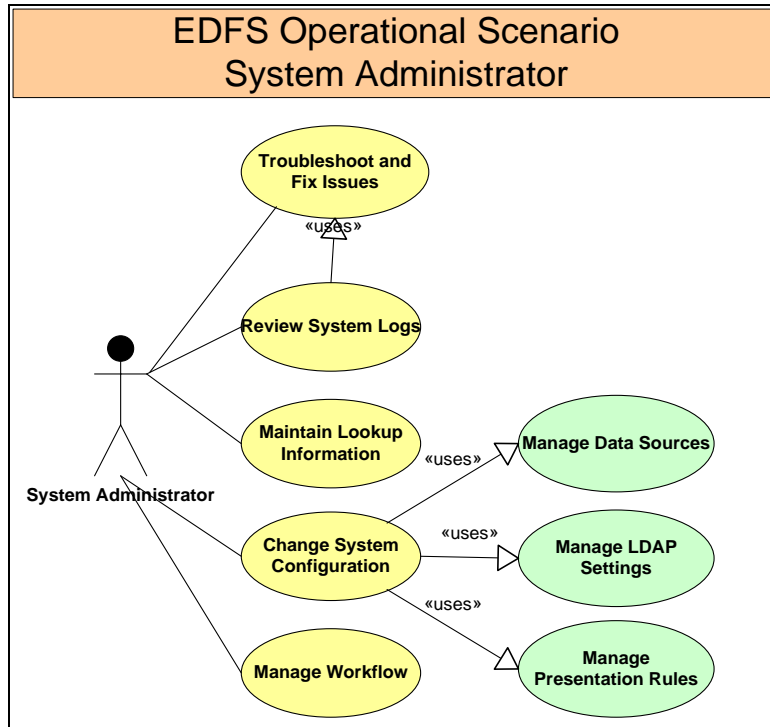 EDFS Operational Scenario
System Administrator
Troubleshoot and
Fix Issues
«uses»
Review System Logs
Maintain Lookup
Information
System Administrator
Change System
Configuration
Manage Workflow
«uses»
Manage Data Sources
«uses»
Manage LDAP
Settings
«uses»
Manage
Presentation Rules